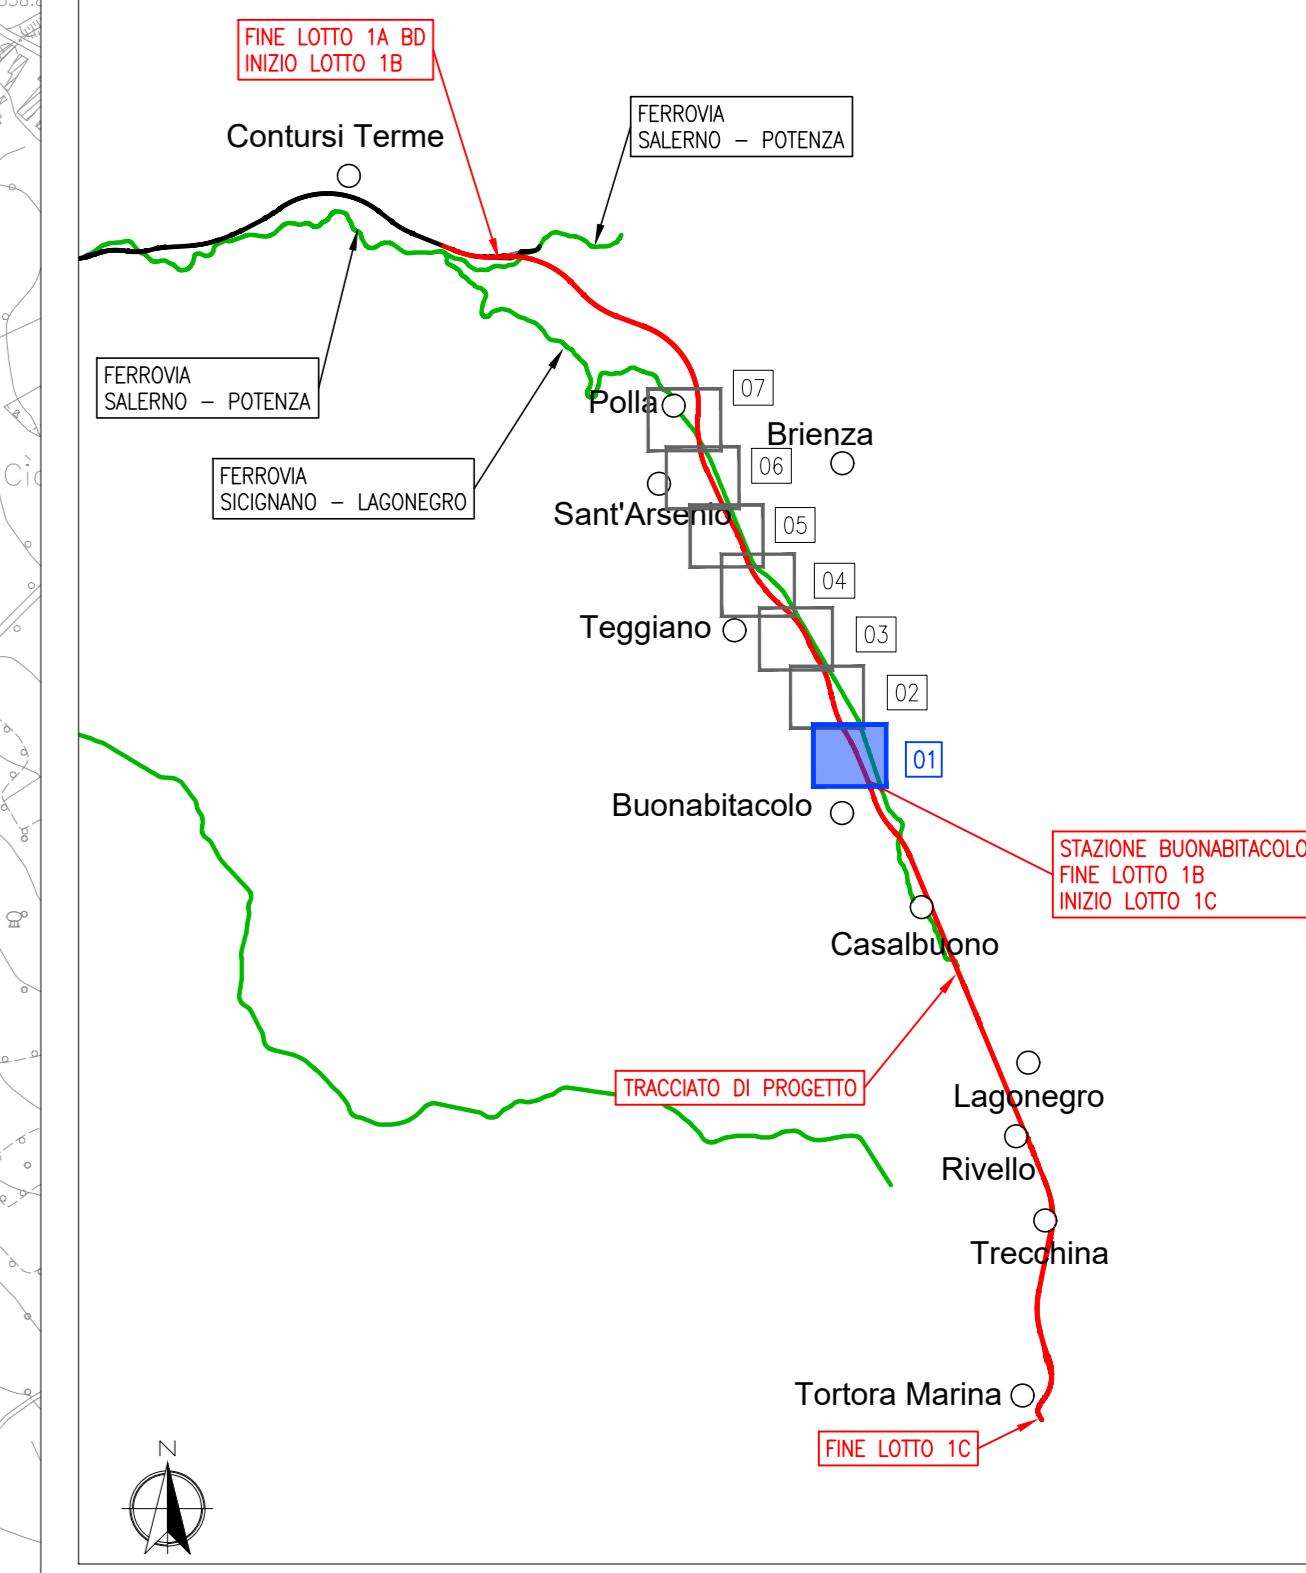 FINE LOTTO 1A BD
INIZIO LOTTO 1B
FERROVIA
SALERNO – POTENZA
Contursi Terme
FERROVIA
SALERNO – POTENZA
FERROVIA
SICIGNANO – LAGONEGRO
Polla
07
Brienza
06
Sant'Arsenio
05
04
Teggiano
03
02
01
Buonabitacolo
STAZIONE BUONABITACOLO
FINE LOTTO 1B
INIZIO LOTTO 1C
Casalbuono
TRACCIATO DI PROGETTO
Lagonegro
Rivello
Trecchina
Tortora Marina
FINE LOTTO 1C
N